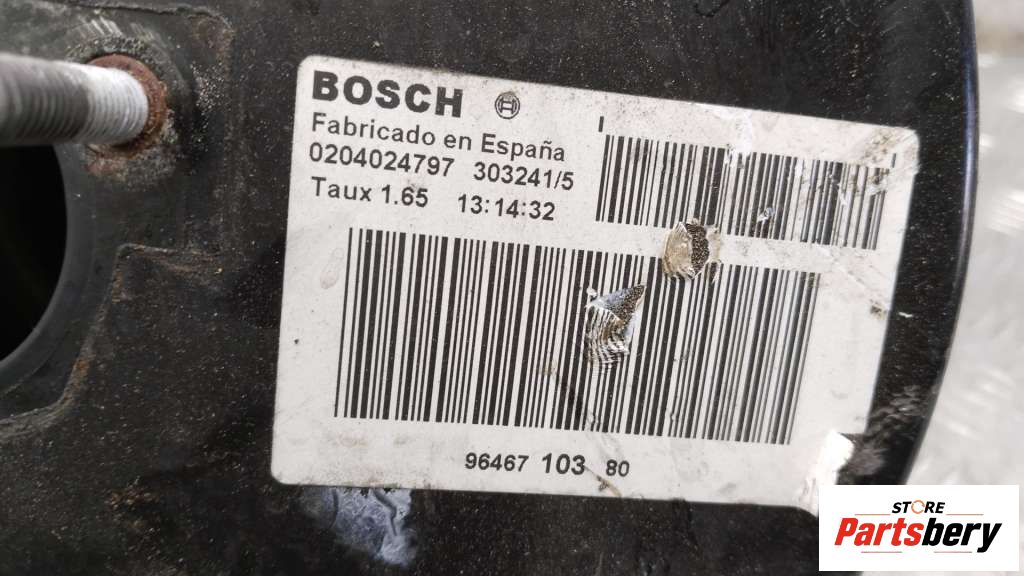 BOSCH
Fabricado en España
0204024797 303241/5
Taux 1.65 13:14:32
96467 103 80
STORE
Partsbery